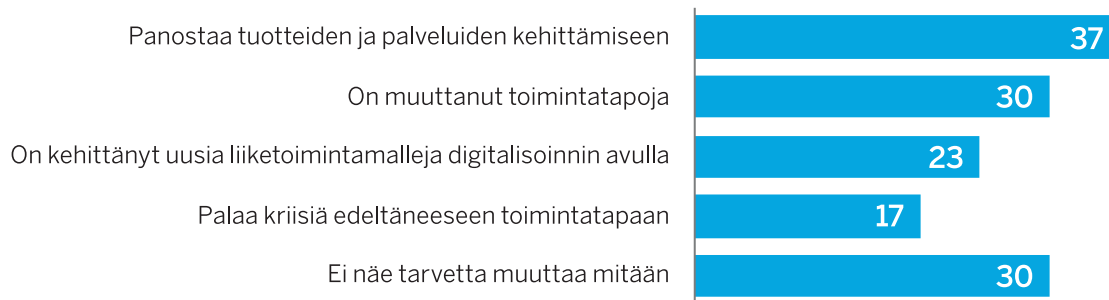 Panostaa tuotteiden ja palveluiden kehittämiseen 37
On muuttanut toimintatapoja 30
On kehittänyt uusia liiketoimintamalleja digitalisoinnin avulla 23
Palaa kriisiä edeltäneeseen toimintatapaan 17
Ei näe tarvetta muuttaa mitään 30